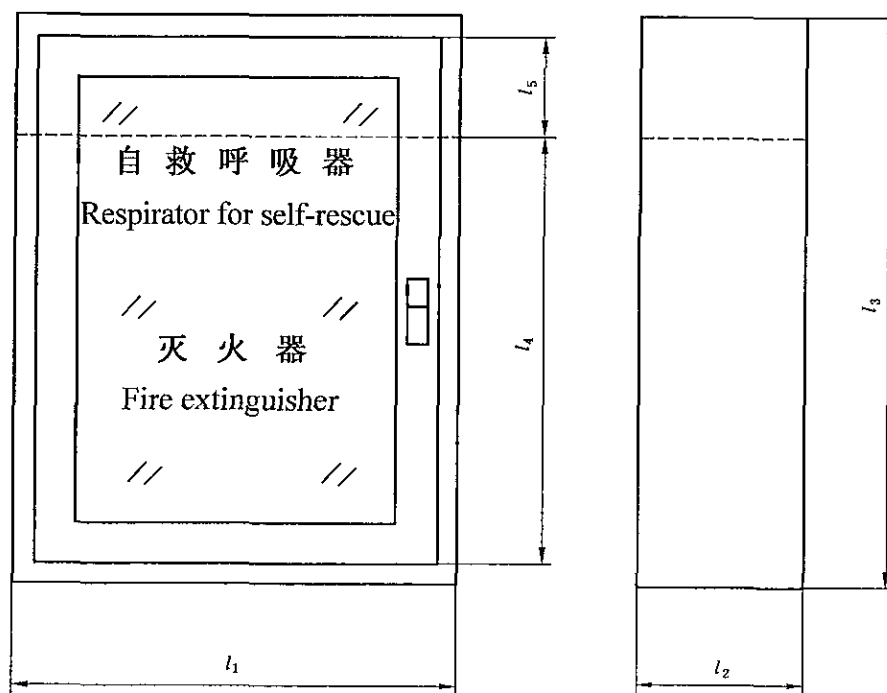 自救呼吸器
Respirator for self-rescue
灭火器
Fire extinguisher
l5
l4
l3
l1
l2